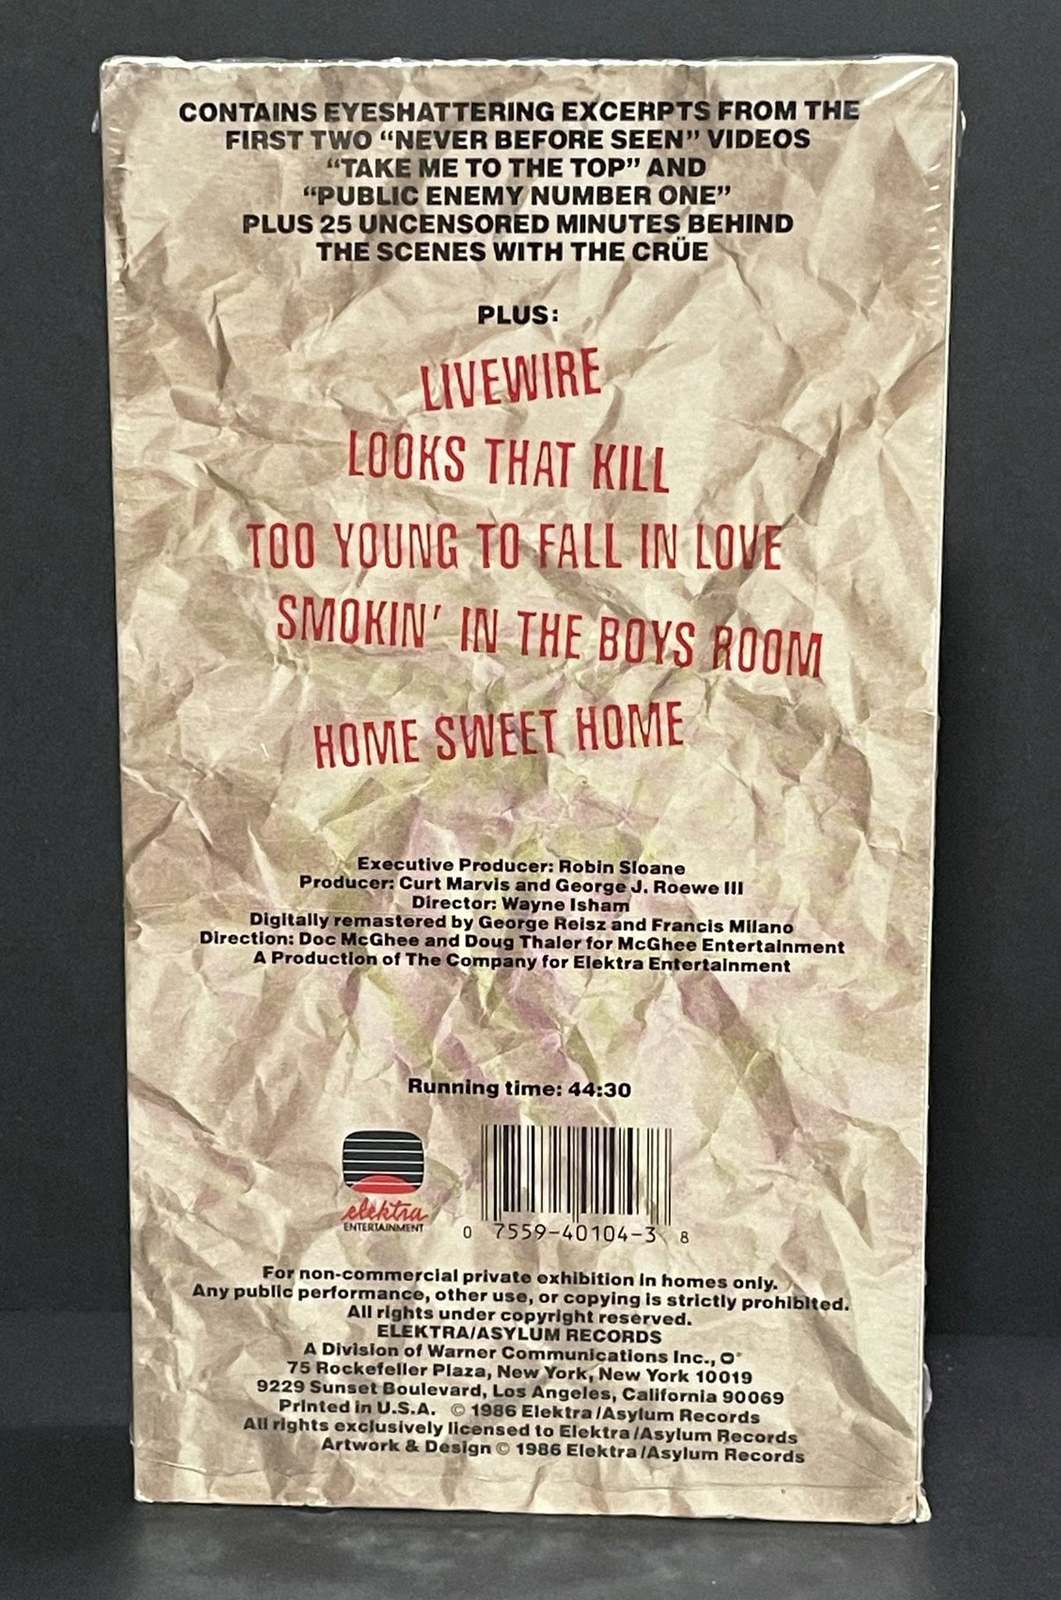 CONTAINS EYESHATTERING EXCERPTS FROM THE
FIRST TWO “NEVER BEFORE SEEN” VIDEOS
“TAKE ME TO THE TOP” AND
“PUBLIC ENEMY NUMBER ONE”
PLUS 25 UNCENSORED MINUTES BEHIND
THE SCENES WITH THE CRÜE
PLUS:
LIVEWIRE
LOOKS THAT KILL
TOO YOUNG TO FALL IN LOVE
SMOKIN' IN THE BOYS ROOM
HOME SWEET HOME
Executive Producer: Robin Sloane
Producer: Curt Marvis and George J. Roewe III
Director: Wayne Isham
Digitally remastered by George Reisz and Francis Milano
Direction: Doc McGhee and Doug Thaler for McGhee Entertainment
A Production of The Company for Elektra Entertainment
Running time: 44:30
elektra
ENTERTAINMENT
0 7559-40104-3 8
For non-commercial private exhibition in homes only.
Any public performance, other use, or copying is strictly prohibited.
All rights under copyright reserved.
ELEKTRA/ASYLUM RECORDS
A Division of Warner Communications Inc.,
75 Rockefeller Plaza, New York, New York 10019
9229 Sunset Boulevard, Los Angeles, California 90069
Printed in U.S.A. © 1986 Elektra/Asylum Records
All rights exclusively licensed to Elektra/Asylum Records
Artwork & Design © 1986 Elektra/Asylum Records